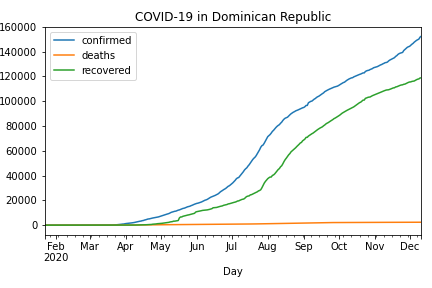 COVID-19 in Dominican Republic
confirmed
deaths
recovered
160000
140000
120000
100000
80000
60000
40000
20000
0
Feb Mar Apr May Jun Jul Aug Sep Oct Nov Dec
2020
Day